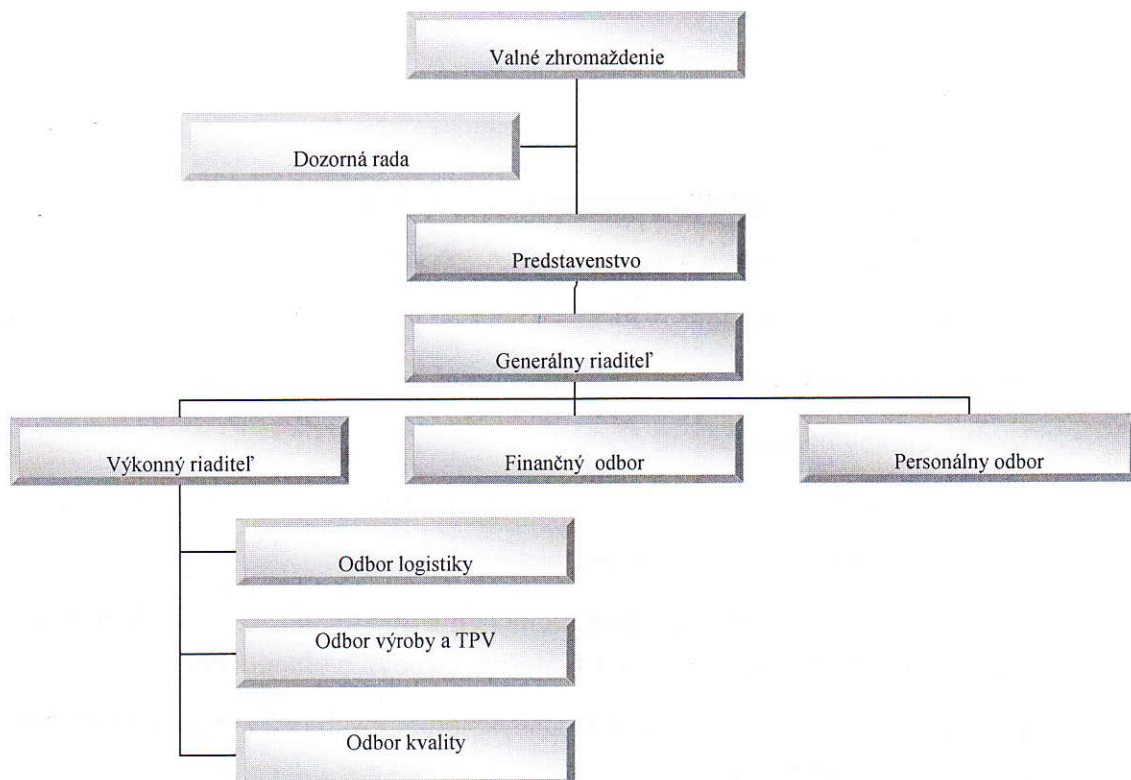 Valné zhromaždenie
Dozorná rada
Predstavenstvo
Generálny riaditeľ
Výkonný riaditeľ
Finančný odbor
Personálny odbor
Odbor logistiky
Odbor výroby a TPV
Odbor kvality